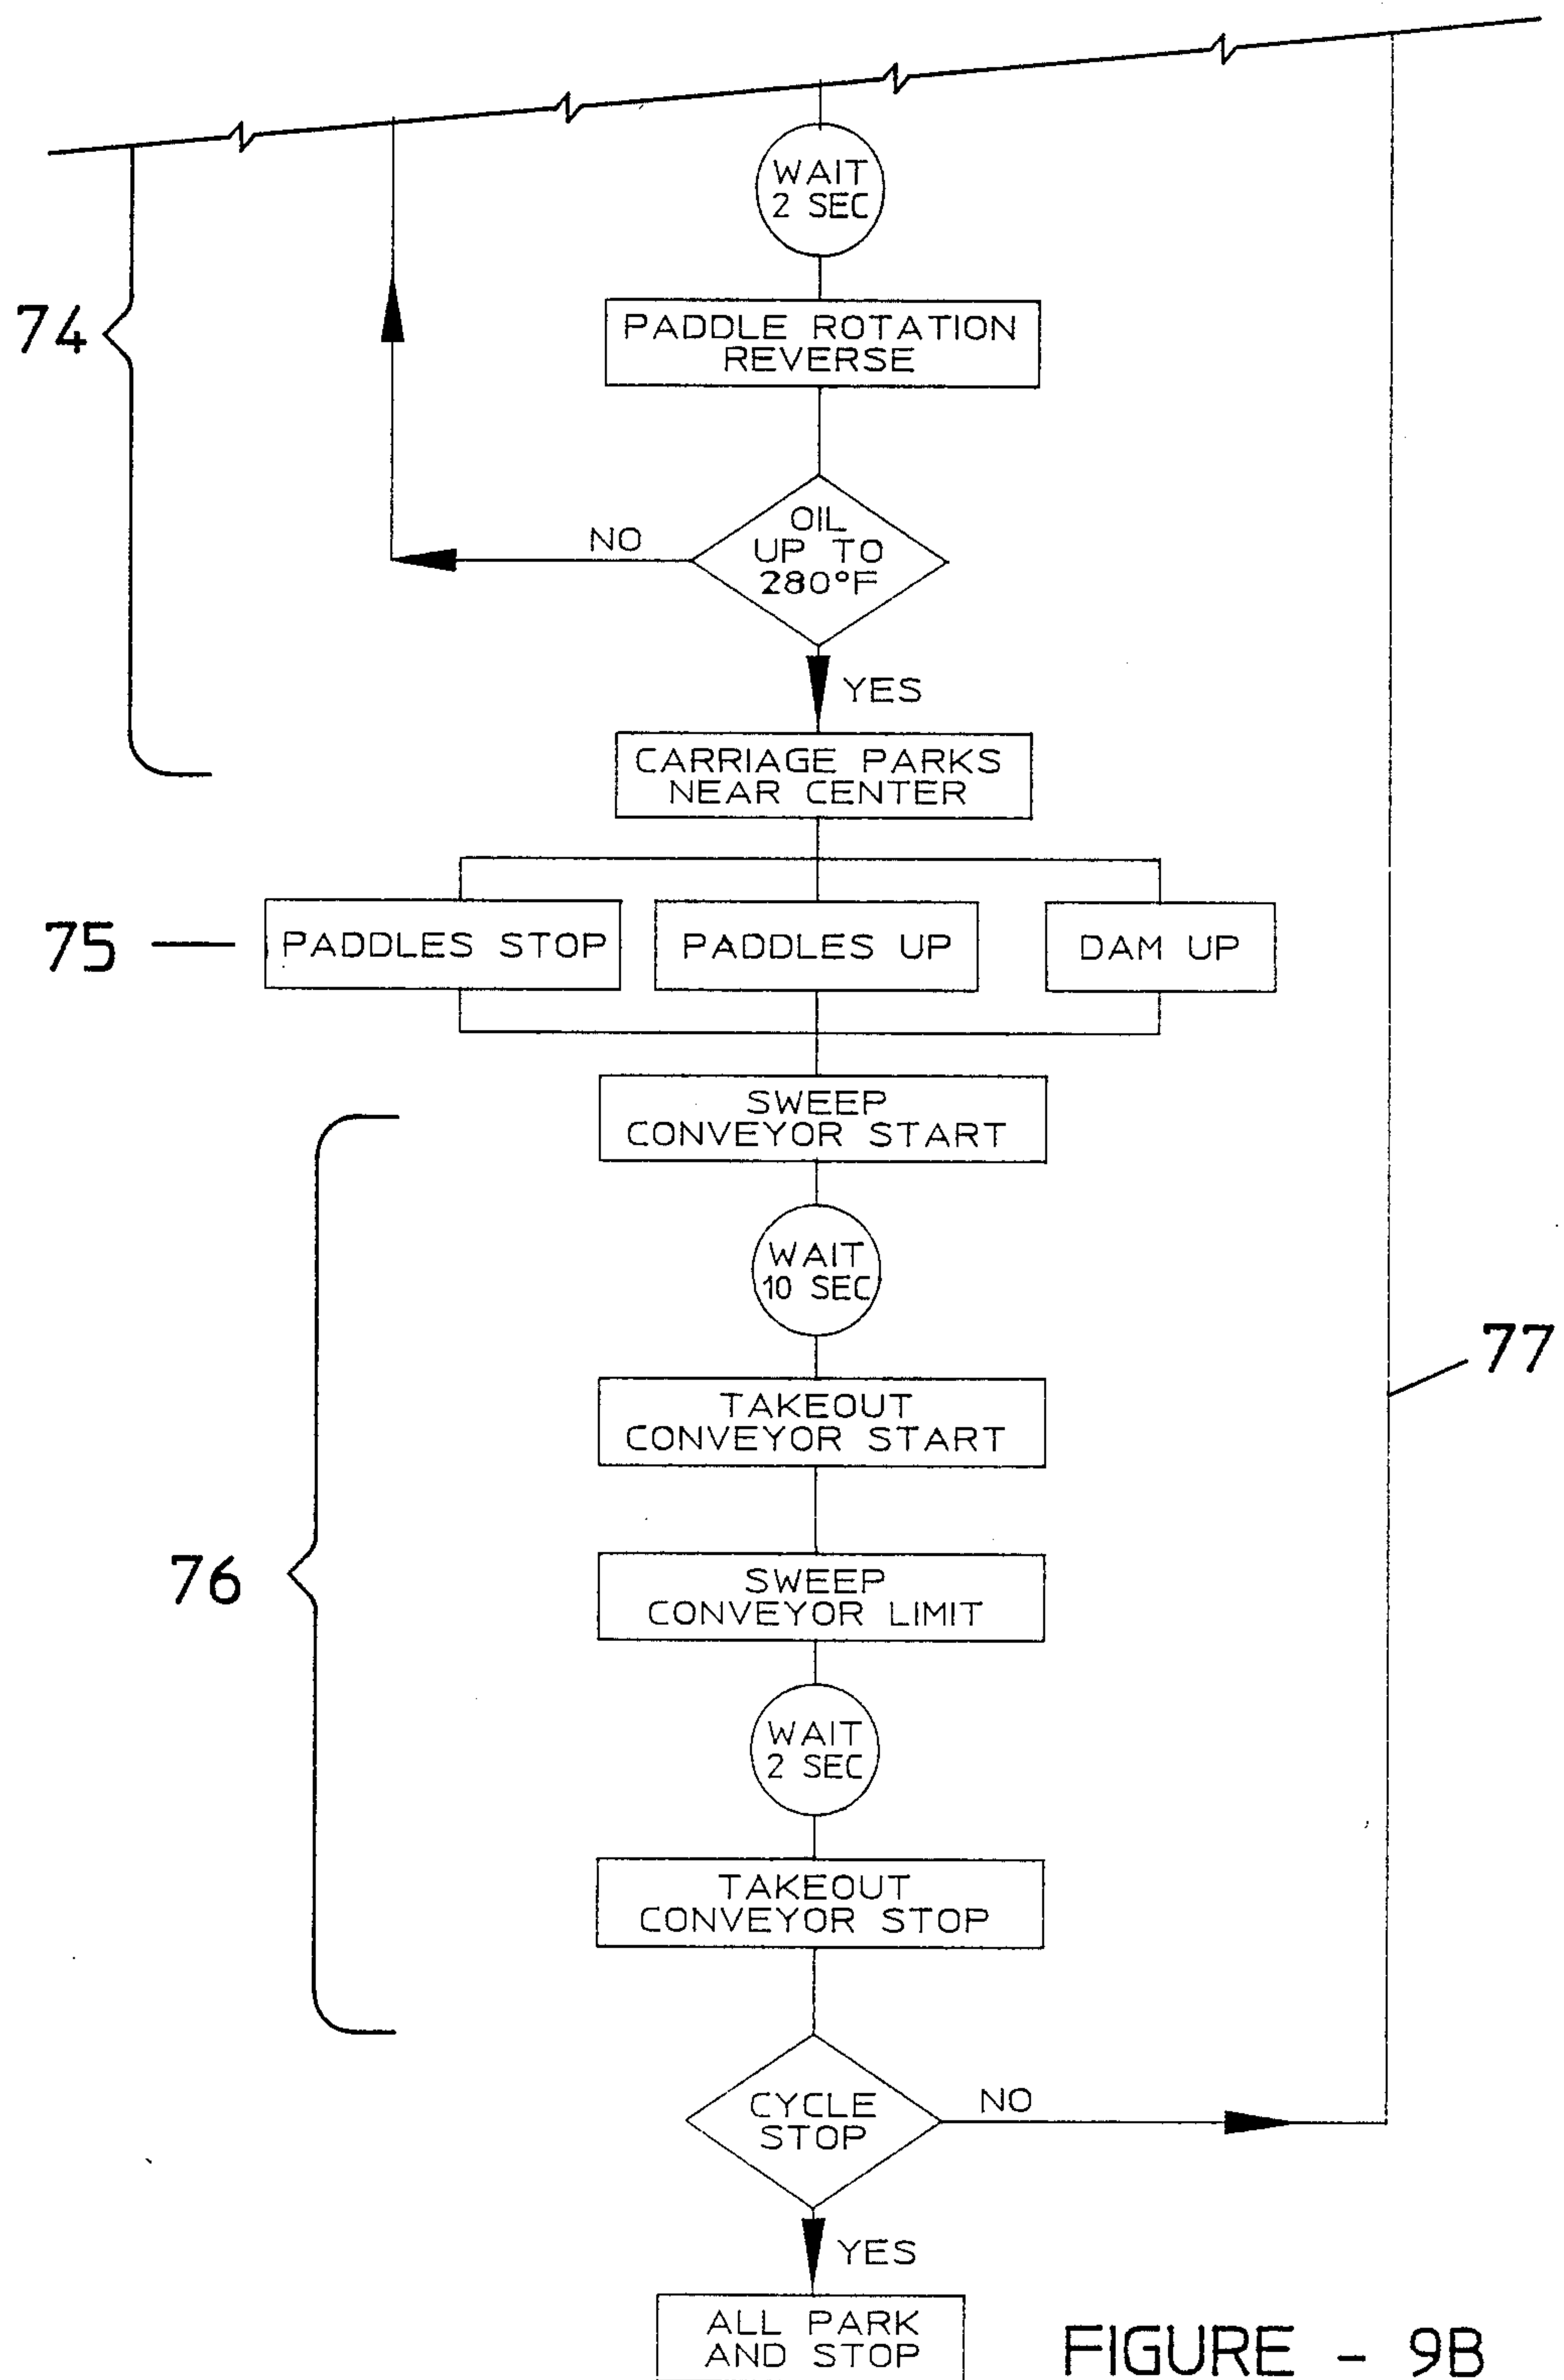 WAIT
2 SEC
74
PADDLE ROTATION
REVERSE
OIL
UP TO
280°F
NO
YES
CARRIAGE PARKS
NEAR CENTER
75
PADDLES STOP
PADDLES UP
DAM UP
SWEEP
CONVEYOR START
WAIT
10 SEC
77
TAKEOUT
CONVEYOR START
76
SWEEP
CONVEYOR LIMIT
WAIT
2 SEC
TAKEOUT
CONVEYOR STOP
CYCLE
STOP
NO
YES
ALL PARK
AND STOP
FIGURE - 9B